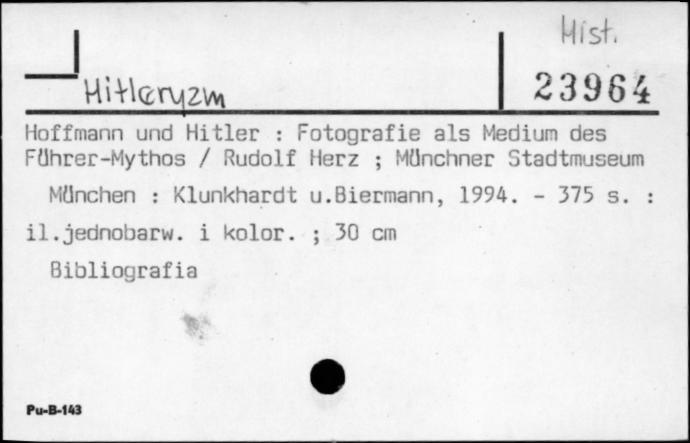 Hist.
Hitleryzm
23964
Hoffmann und Hitler : Fotografie als Medium des
Führer-Mythos / Rudolf Herz ; Münchner Stadtmuseum
München : Klunkhardt u.Biermann, 1994. - 375 s. :
il.jednobarw. i kolor. ; 30 cm
Bibliografia
Pu-B-143